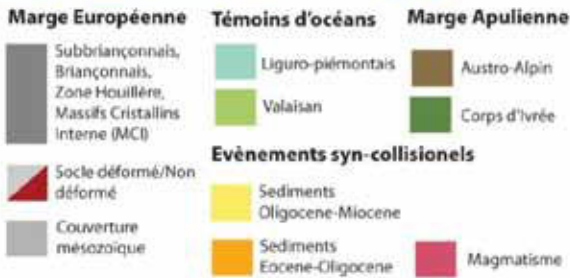 Marge Européenne
Subbriançonnais,
Briançonnais,
Zone Houillère,
Massifs Cristallins
Interne (MCI)
Socle déformé/Non
déformé
Couverture
mésozoïque
Témoins d'océans
Liguro-piémontais
Valaisan
Marge Apulienne
Austro-Alpin
Corps d'Ivrée
Evènements syn-collisionels
Sediments
Oligocene-Miocene
Sediments
Eocene-Oligocene
Magmatisme